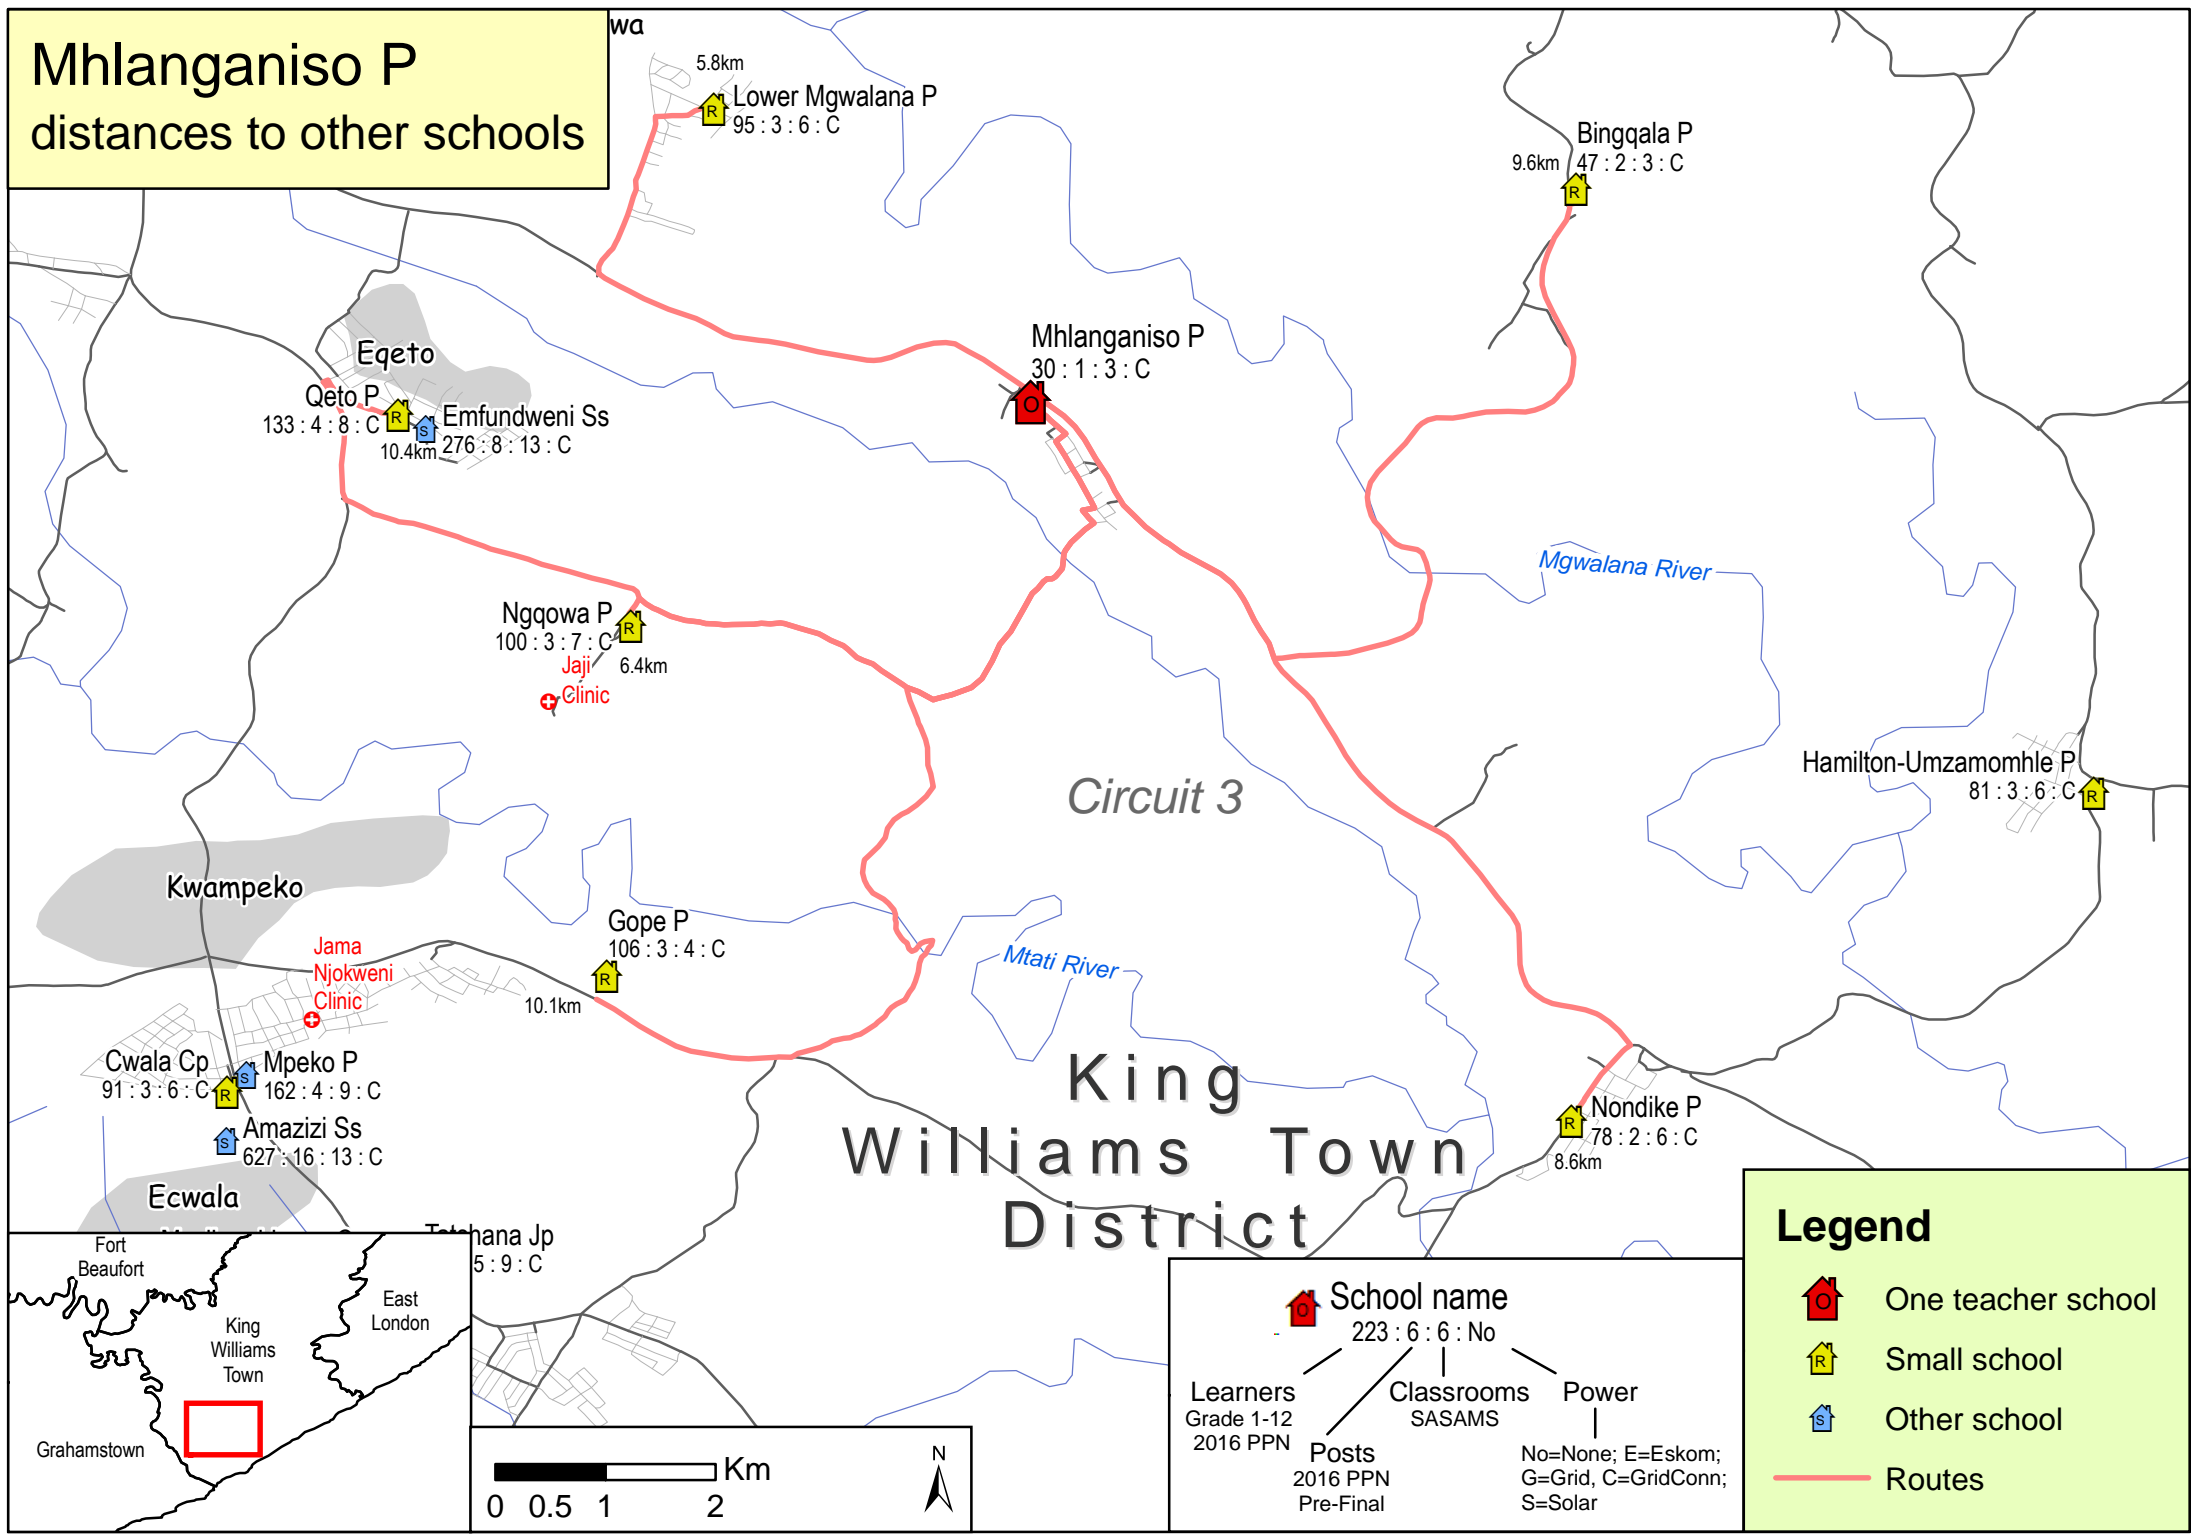 Mhlanganiso P
distances to other schools
wa
5.8km
Lower Mgwalana P
95 : 3 : 6 : C
Bingqala P
9.6km
47 : 2 : 3 : C
Mhlanganiso P
30 : 1 : 3 : C
O
Eqeto
Qeto P
133 : 4 : 8 : C
R
S
Emfundweni Ss
276 : 8 : 13 : C
10.4km
Mgwalana River
Ngqowa P
100 : 3 : 7 : C
R
6.4km
Jaji
Clinic
Circuit 3
Hamilton-Umzamomhle P
81 : 3 : 6 : C
R
Kwampeko
Gope P
106 : 3 : 4 : C
R
10.1km
Mtati River
Jama
Njokweni
Clinic
Cwala Cp
91 : 3 : 6 : C
R
S
Mpeko P
162 : 4 : 9 : C
S
Amazizi Ss
627 : 16 : 13 : C
Ecwala
King
Williams Town
District
R
Nondike P
78 : 2 : 6 : C
8.6km
hana Jp
5 : 9 : C
Fort
Beaufort
East
London
King
Williams
Town
Grahamstown
Km
0 0.5 1 2
N
O
School name
223 : 6 : 6 : No
Learners
Grade 1-12
2016 PPN
Posts
2016 PPN
Pre-Final
Classrooms
SASAMS
Power
No=None; E=Eskom;
G=Grid, C=GridConn;
S=Solar
Legend
O One teacher school
R Small school
S Other school
Routes